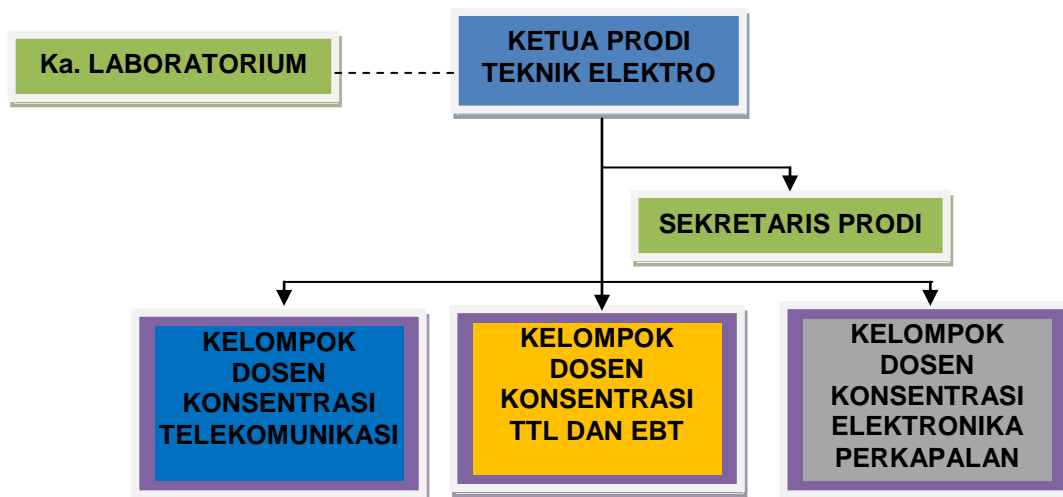 Ka. LABORATORIUM
KETUA PRODI
TEKNIK ELEKTRO
SEKRETARIS PRODI
KELOMPOK
DOSEN
KONSENTRASI
TELEKOMUNIKASI
KELOMPOK
DOSEN
KONSENTRASI
TTL DAN EBT
KELOMPOK
DOSEN
KONSENTRASI
ELEKTRONIKA
PERKAPALAN